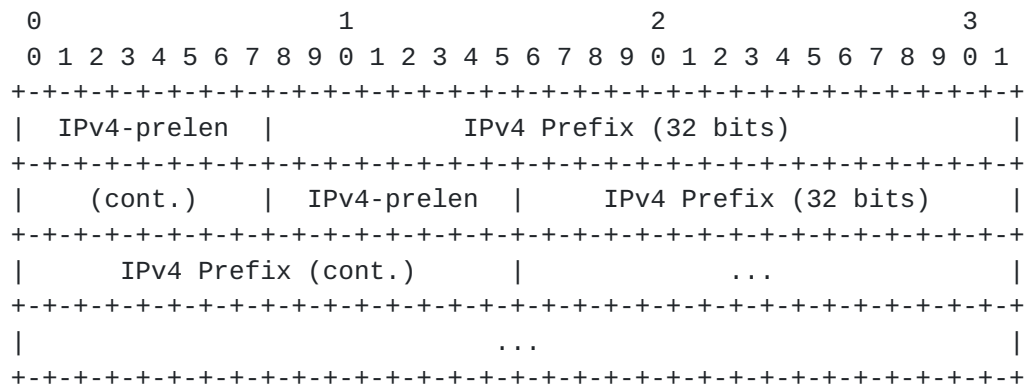 0                   1                   2                   3
 0 1 2 3 4 5 6 7 8 9 0 1 2 3 4 5 6 7 8 9 0 1 2 3 4 5 6 7 8 9 0 1
+-+-+-+-+-+-+-+-+-+-+-+-+-+-+-+-+-+-+-+-+-+-+-+-+-+-+-+-+-+-+-+-+
|  IPv4-prelen  |            IPv4 Prefix (32 bits)              |
+-+-+-+-+-+-+-+-+-+-+-+-+-+-+-+-+-+-+-+-+-+-+-+-+-+-+-+-+-+-+-+-+
|    (cont.)    |  IPv4-prelen  |     IPv4 Prefix (32 bits)     |
+-+-+-+-+-+-+-+-+-+-+-+-+-+-+-+-+-+-+-+-+-+-+-+-+-+-+-+-+-+-+-+-+
|      IPv4 Prefix (cont.)      |             ...               |
+-+-+-+-+-+-+-+-+-+-+-+-+-+-+-+-+-+-+-+-+-+-+-+-+-+-+-+-+-+-+-+-+
|                              ...                              |
+-+-+-+-+-+-+-+-+-+-+-+-+-+-+-+-+-+-+-+-+-+-+-+-+-+-+-+-+-+-+-+-+